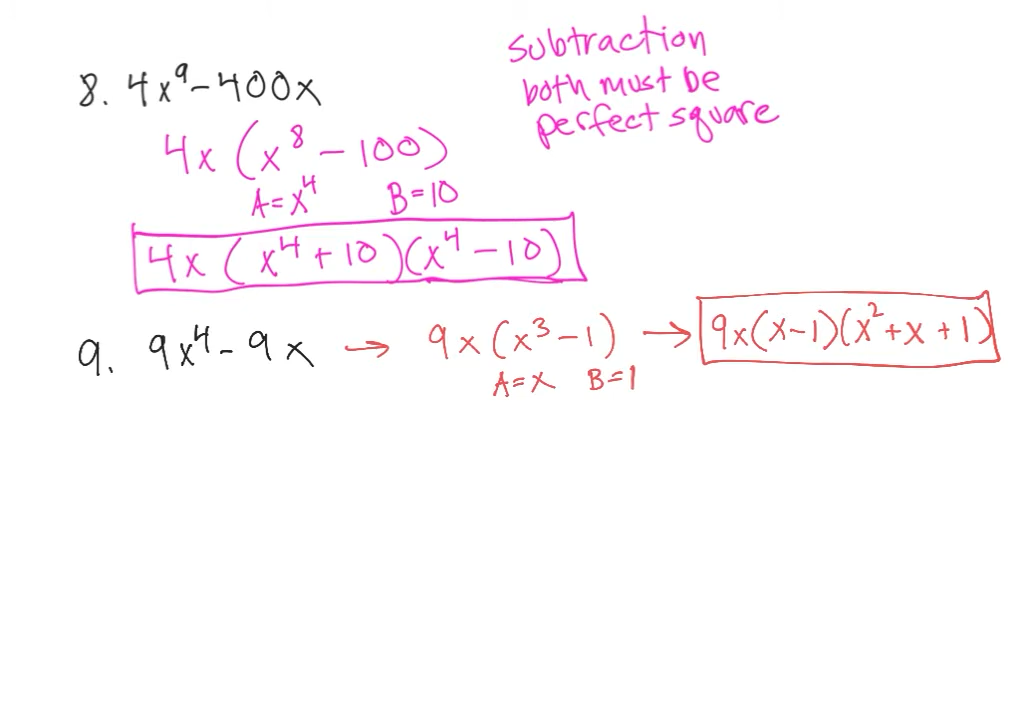 subtraction
both must be
perfect square
8. 4x⁹-400x
4x (x⁸ - 100)
A=x⁴ B=10
4x (x⁴+10)(x⁴-10)
9. 9x⁴-9x → 9x(x³-1) → 9x(x-1)(x²+x+1)
A=x B=1